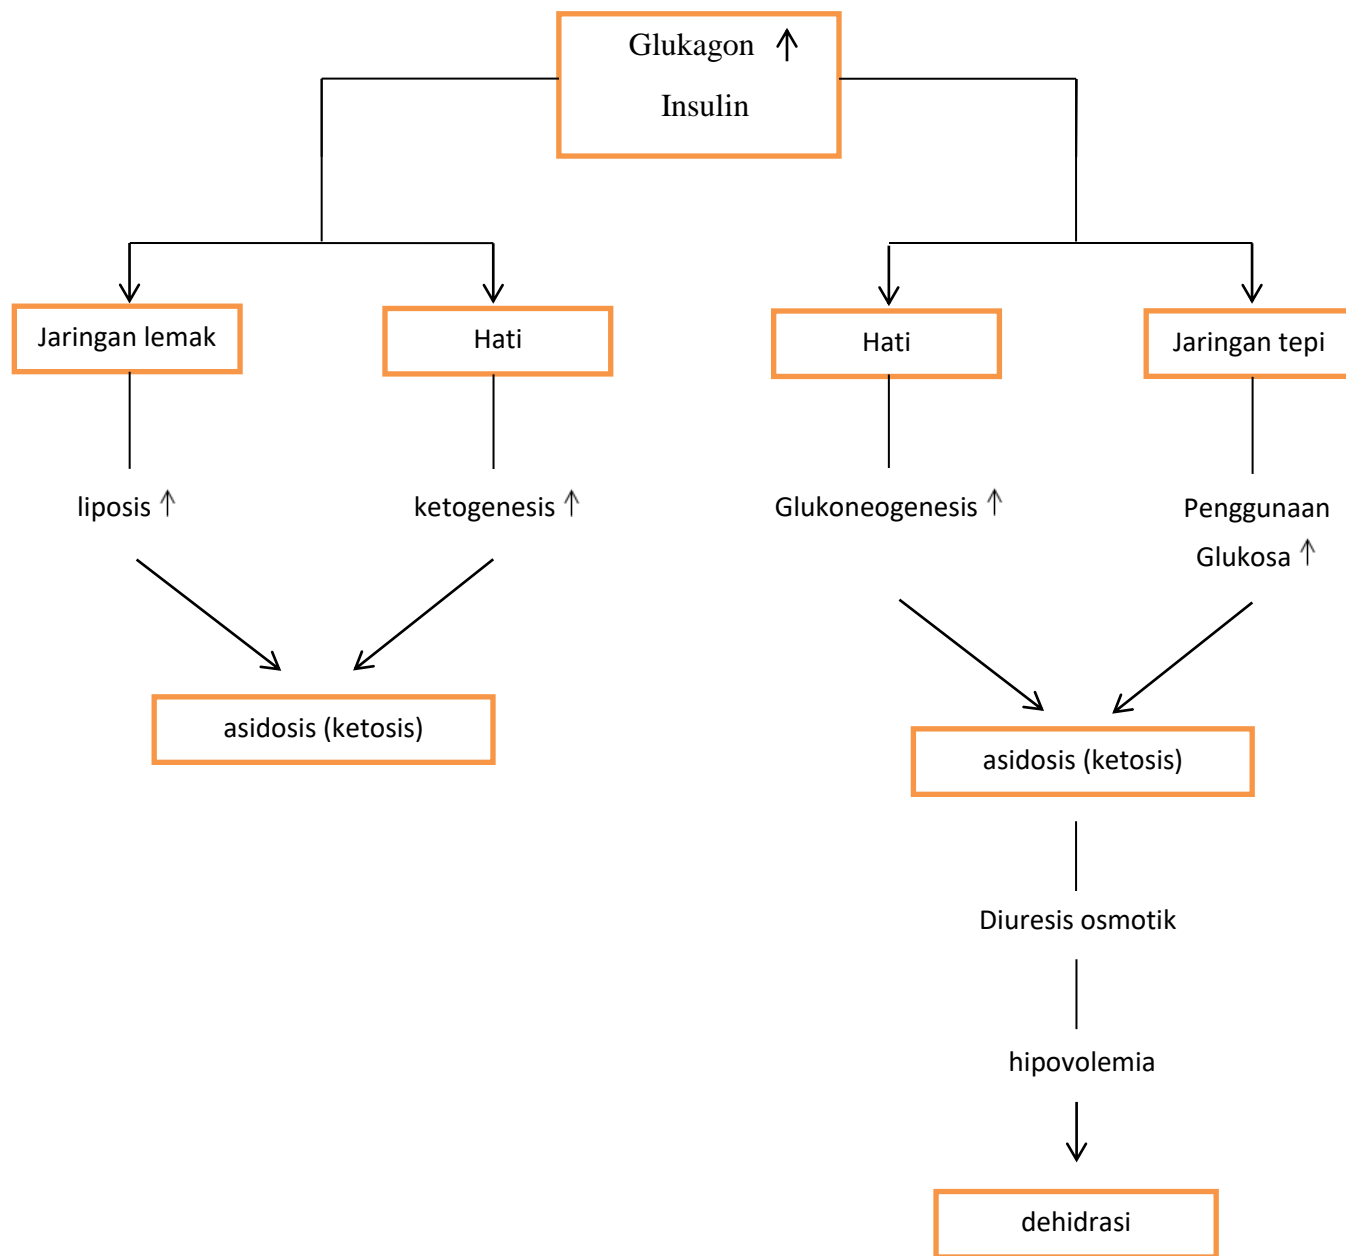 Glukagon ↑
Insulin
Jaringan lemak
Hati
Hati
Jaringan tepi
liposis ↑
ketogenesis ↑
Glukoneogenesis ↑
Penggunaan
Glukosa ↑
asidosis (ketosis)
asidosis (ketosis)
Diuresis osmotik
hipovolemia
dehidrasi